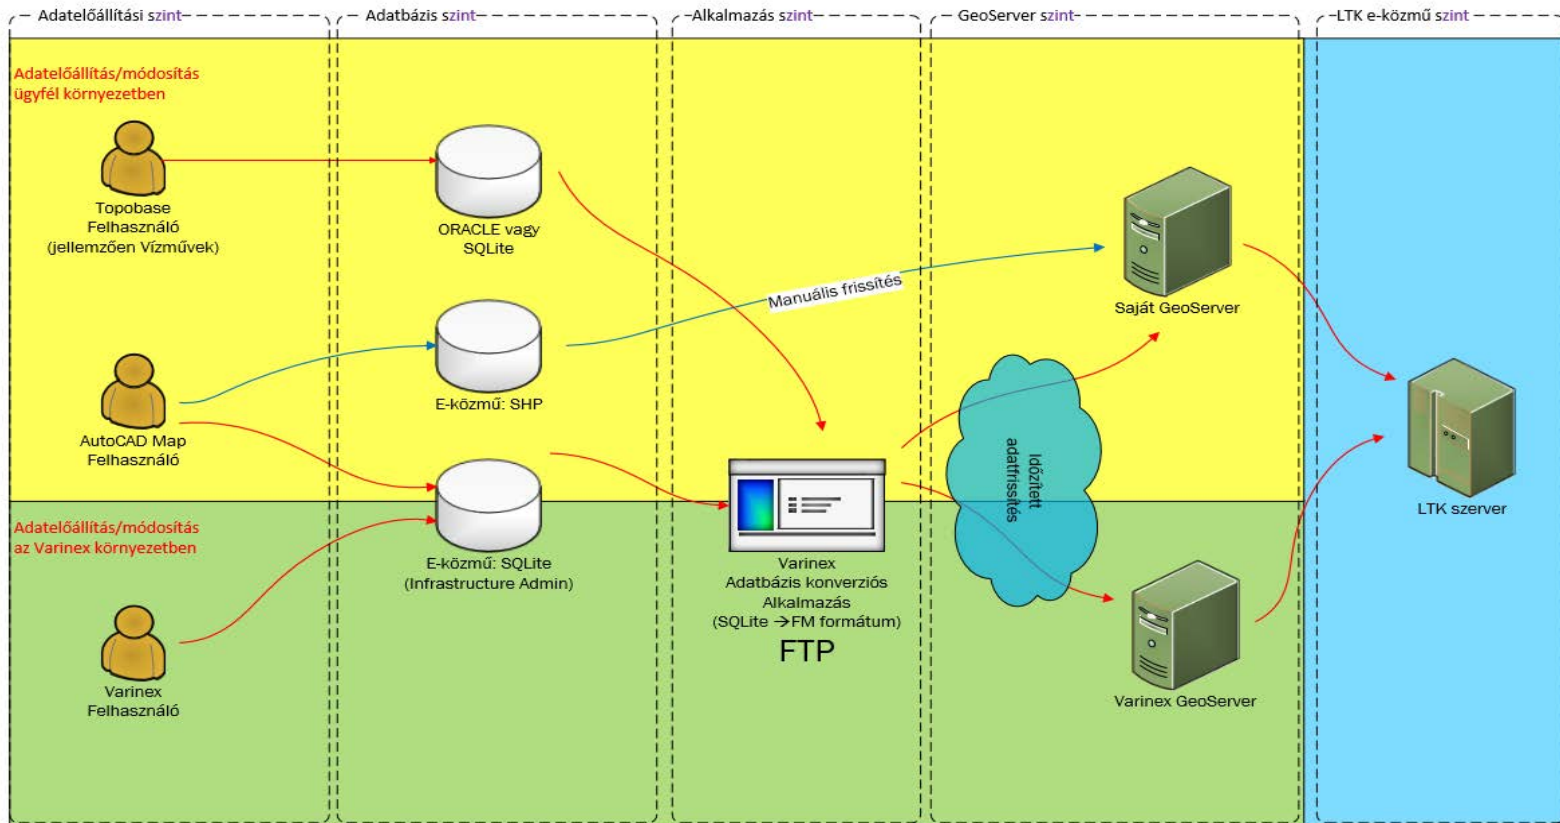 Adatelőállítási szint
Adatbázis szint
Alkalmazás szint
GeoServer szint
LTK e-közmű szint
Adatelőállítás/módosítás
ügyfél környezetben
Topobase
Felhasználó
(jellemzően Vízművek)
ORACLE vagy
SQLite
Manuális frissítés
Saját GeoServer
E-közmű: SHP
AutoCAD Map
Felhasználó
Időzített
adatfrissítés
LTK szerver
Adatelőállítás/módosítás
az Varinex környezetben
E-közmű: SQLite
(Infrastructure Admin)
Varinex
Adatbázis konverziós
Alkalmazás
(SQLite →FM formátum)
FTP
Varinex
Felhasználó
Varinex GeoServer